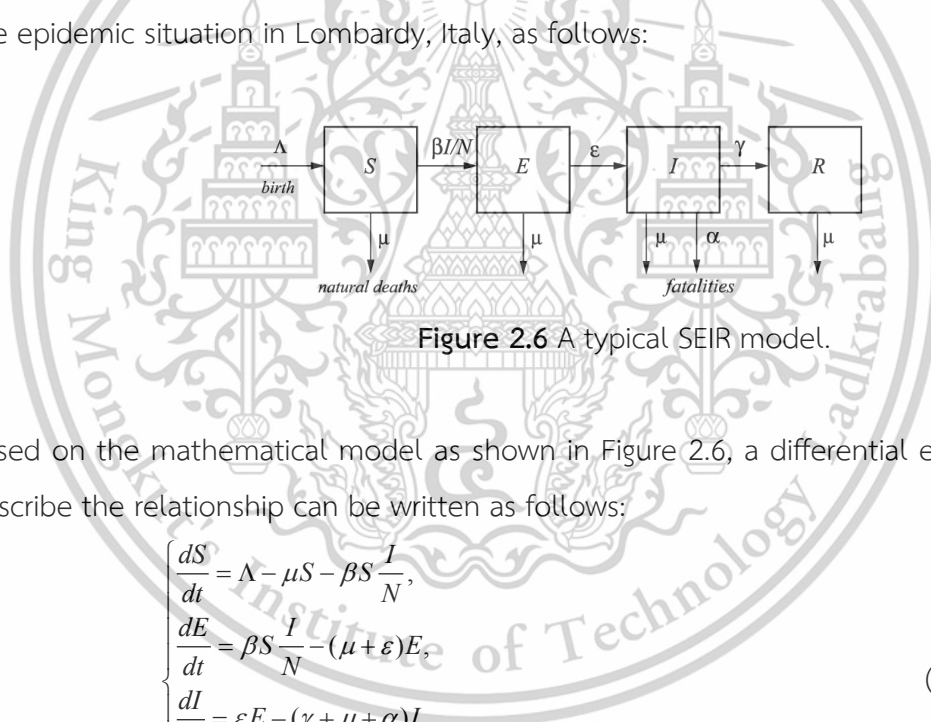 e epidemic situation in Lombardy, Italy, as follows:
Λ
birth
S
βI/N
E
ε
I
γ
R
μ
μ
μ
α
μ
natural deaths
fatalities
Figure 2.6 A typical SEIR model.
sed on the mathematical model as shown in Figure 2.6, a differential e
scribe the relationship can be written as follows:
dS/dt = Λ − μS − βS I/N,
dE/dt = βS I/N − (μ + ε)E,
dI = εE − (γ + μ + α)I
(
King Mongkut's Institute of Technology Ladkrabang